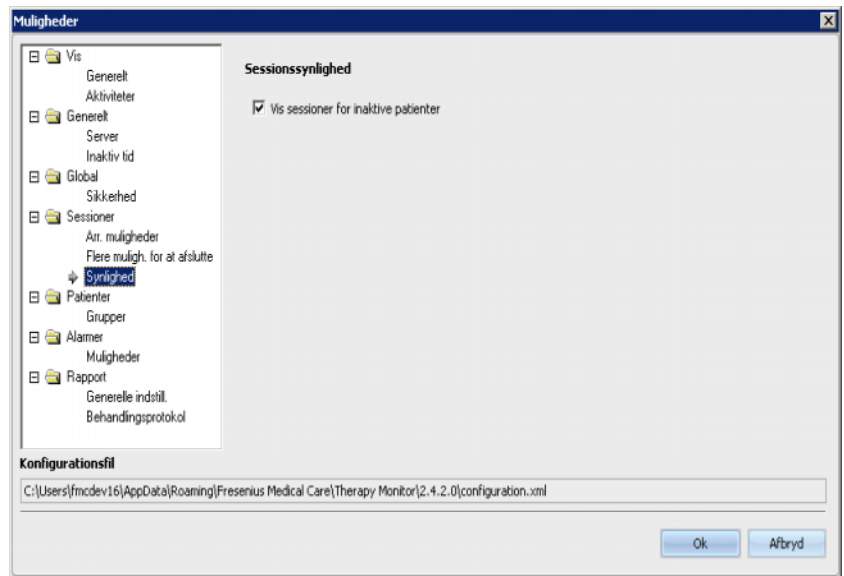 Muligheder
Vis
Generelt
Aktiviteter
Generelt
Server
Inaktiv tid
Global
Sikkerhed
Sessioner
Arr. muligheder
Flere muligh. for at afslutte
Synlighed
Patienter
Grupper
Alarmer
Muligheder
Rapport
Generelle indstill.
Behandlingsprotokol
Sessionssynlighed
Vis sessioner for inaktive patienter
Konfigurationsfil
C:\Users\fmcdev16\AppData\Roaming\Fresenius Medical Care\Therapy Monitor\2.4.2.0\configuration.xml
Ok
Afbryd